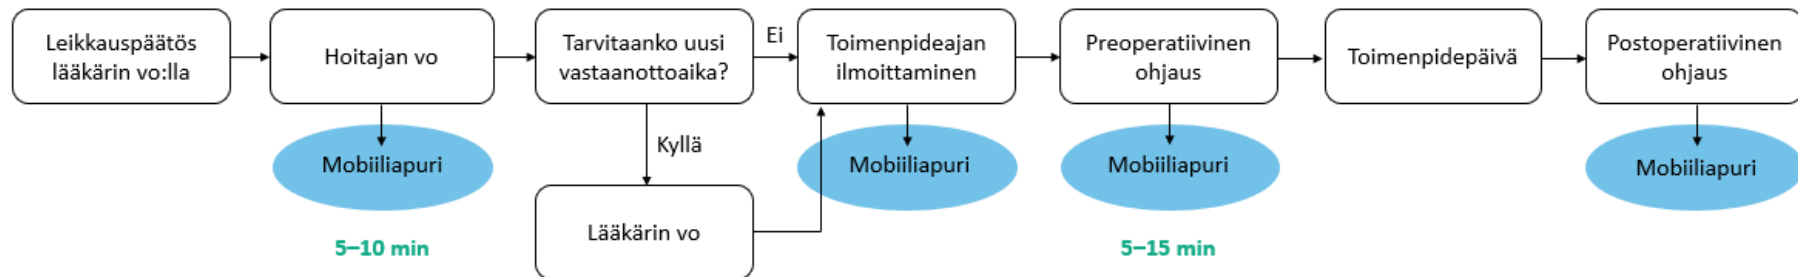 Leikkauspäätös
lääkärin vo:lla
Hoitajan vo
Tarvitaanko uusi
vastaanottoaika?
Ei
Toimenpideajan
ilmoittaminen
Preoperatiivinen
ohjaus
Toimenpidepäivä
Postoperatiivinen
ohjaus
Mobiiliapuri
Kyllä
Mobiiliapuri
Mobiiliapuri
Mobiiliapuri
Lääkärin vo
5–10 min
5–15 min